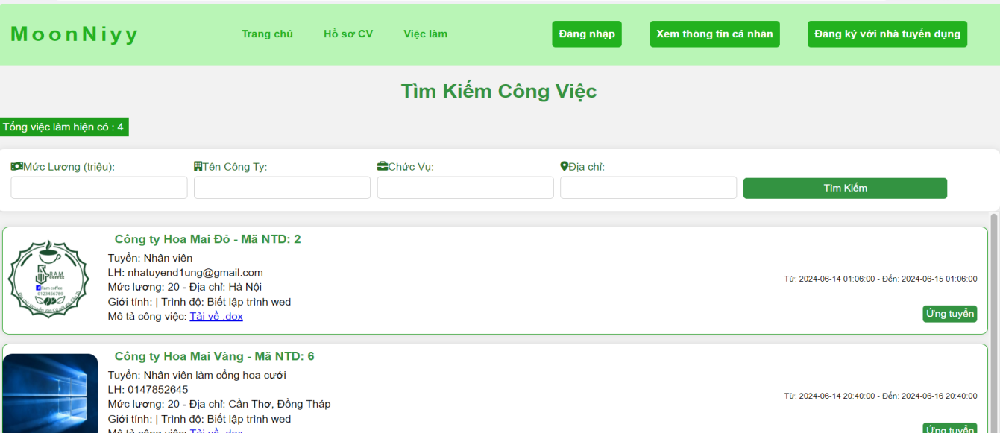 MoonNiyy
Trang chủ
Hồ sơ CV
Việc làm
Đăng nhập
Xem thông tin cá nhân
Đăng ký với nhà tuyển dụng
Tìm Kiếm Công Việc
Tổng việc làm hiện có : 4
Mức Lương (triệu):
Tên Công Ty:
Chức Vụ:
Địa chỉ:
Tìm Kiếm
Công ty Hoa Mai Đỏ - Mã NTD: 2
RAM
COFFEE
Ram coffee
0123456789
Tuyển: Nhân viên
LH: nhatuyend1ung@gmail.com
Mức lương: 20 - Địa chỉ: Hà Nội
Giới tính: | Trình độ: Biết lập trình wed
Mô tả công việc: Tải về .dox
Từ: 2024-06-14 01:06:00 - Đến: 2024-06-15 01:06:00
Ứng tuyển
Công ty Hoa Mai Vàng - Mã NTD: 6
Tuyển: Nhân viên làm cổng hoa cưới
LH: 0147852645
Mức lương: 20 - Địa chỉ: Cần Thơ, Đồng Tháp
Giới tính: | Trình độ: Biết lập trình wed
Mô tả công việc: Tải về .dox
Từ: 2024-06-14 20:40:00 - Đến: 2024-06-16 20:40:00
Ứng tuyển